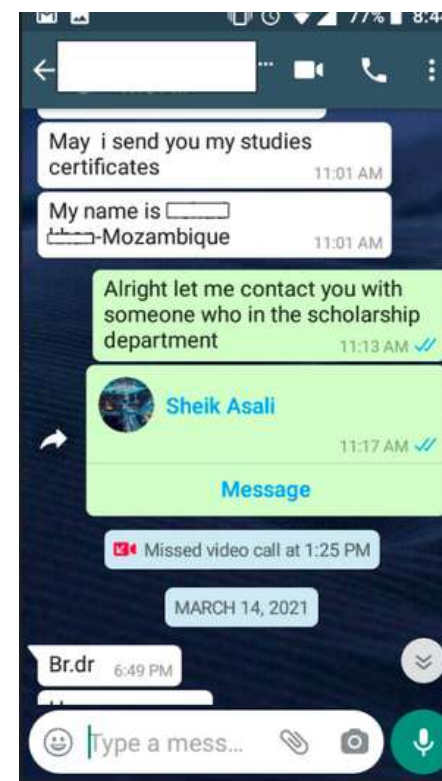 77% 8:4
...
May i send you my studies
certificates
11:01 AM
My name is
-Mozambique
11:01 AM
Alright let me contact you with
someone who in the scholarship
department
11:13 AM
Sheik Asali
11:17 AM
Message
Missed video call at 1:25 PM
MARCH 14, 2021
Br.dr 6:49 PM
Type a mess...